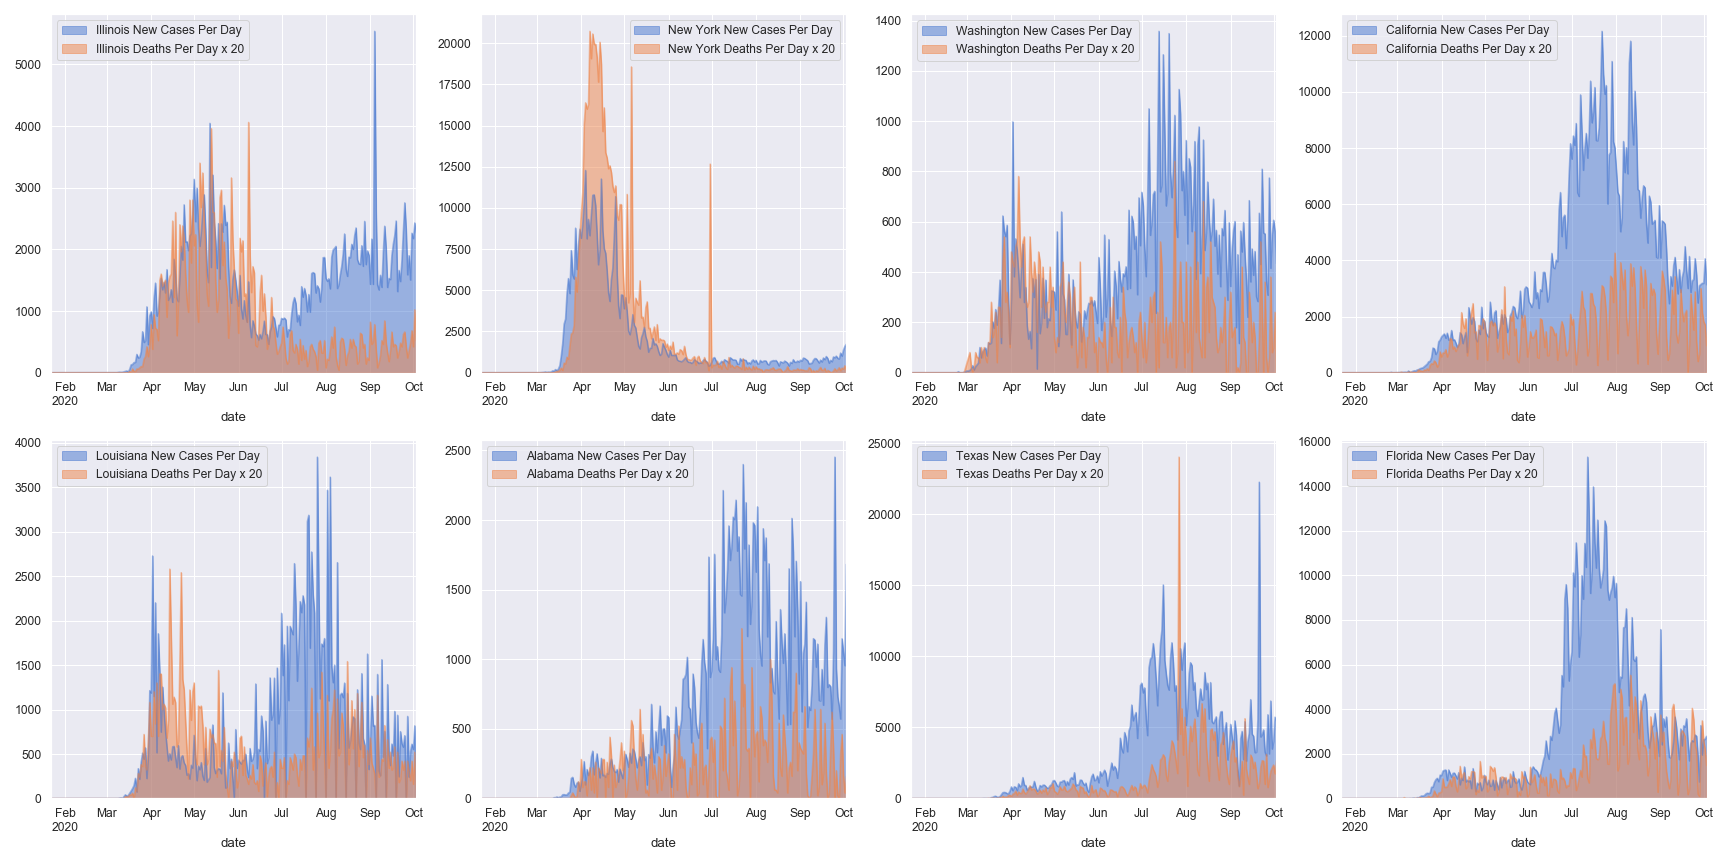 Illinois New Cases Per Day
Illinois Deaths Per Day x 20
5000
4000
3000
2000
1000
0
Feb Mar Apr May Jun Jul Aug Sep Oct
2020
date
New York New Cases Per Day
New York Deaths Per Day x 20
20000
17500
15000
12500
10000
7500
5000
2500
0
Feb Mar Apr May Jun Jul Aug Sep Oct
2020
date
Washington New Cases Per Day
Washington Deaths Per Day x 20
1400
1200
1000
800
600
400
200
0
Feb Mar Apr May Jun Jul Aug Sep Oct
2020
date
California New Cases Per Day
California Deaths Per Day x 20
12000
10000
8000
6000
4000
2000
0
Feb Mar Apr May Jun Jul Aug Sep Oct
2020
date
Louisiana New Cases Per Day
Louisiana Deaths Per Day x 20
4000
3500
3000
2500
2000
1500
1000
500
0
Feb Mar Apr May Jun Jul Aug Sep Oct
2020
date
Alabama New Cases Per Day
Alabama Deaths Per Day x 20
2500
2000
1500
1000
500
0
Feb Mar Apr May Jun Jul Aug Sep Oct
2020
date
Texas New Cases Per Day
Texas Deaths Per Day x 20
25000
20000
15000
10000
5000
0
Feb Mar Apr May Jun Jul Aug Sep Oct
2020
date
Florida New Cases Per Day
Florida Deaths Per Day x 20
16000
14000
12000
10000
8000
6000
4000
2000
0
Feb Mar Apr May Jun Jul Aug Sep Oct
2020
date